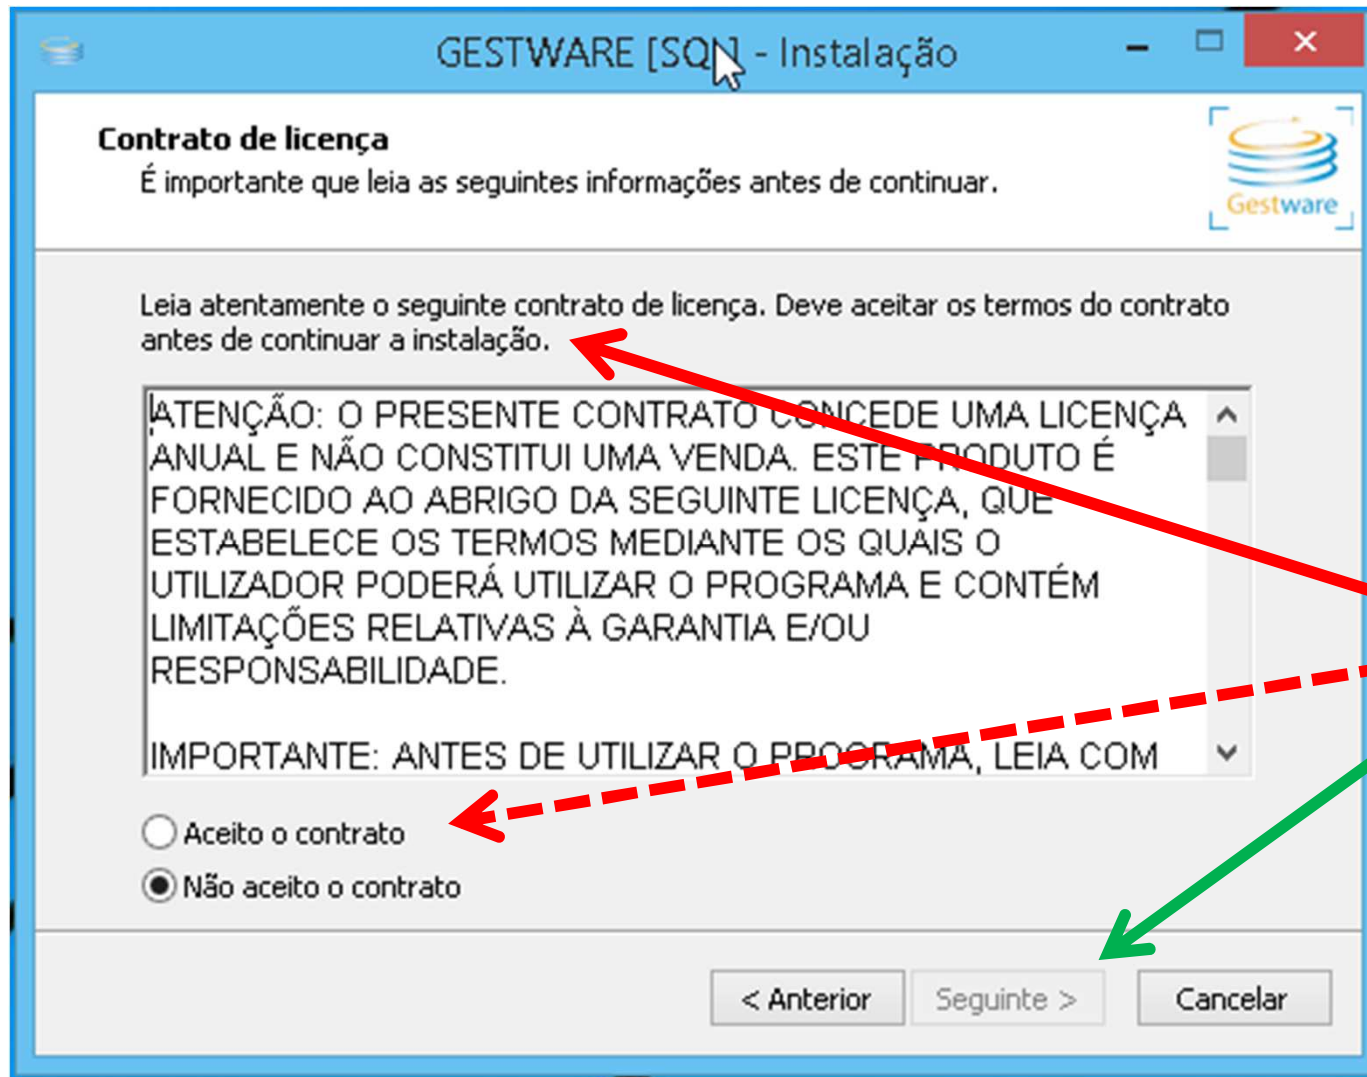 GESTWARE [SQL] - Instalação
Contrato de licença
É importante que leia as seguintes informações antes de continuar.
Gestware
Leia atentamente o seguinte contrato de licença. Deve aceitar os termos do contrato
antes de continuar a instalação.
ATENÇÃO: O PRESENTE CONTRATO CONCEDE UMA LICENÇA
ANUAL E NÃO CONSTITUI UMA VENDA. ESTE PRODUTO É
FORNECIDO AO ABRIGO DA SEGUINTE LICENÇA, QUE
ESTABELECE OS TERMOS MEDIANTE OS QUAIS O
UTILIZADOR PODERÁ UTILIZAR O PROGRAMA E CONTÉM
LIMITAÇÕES RELATIVAS À GARANTIA E/OU
RESPONSABILIDADE.
IMPORTANTE: ANTES DE UTILIZAR O PROGRAMA, LEIA COM
Aceito o contrato
Não aceito o contrato
< Anterior
Seguinte >
Cancelar